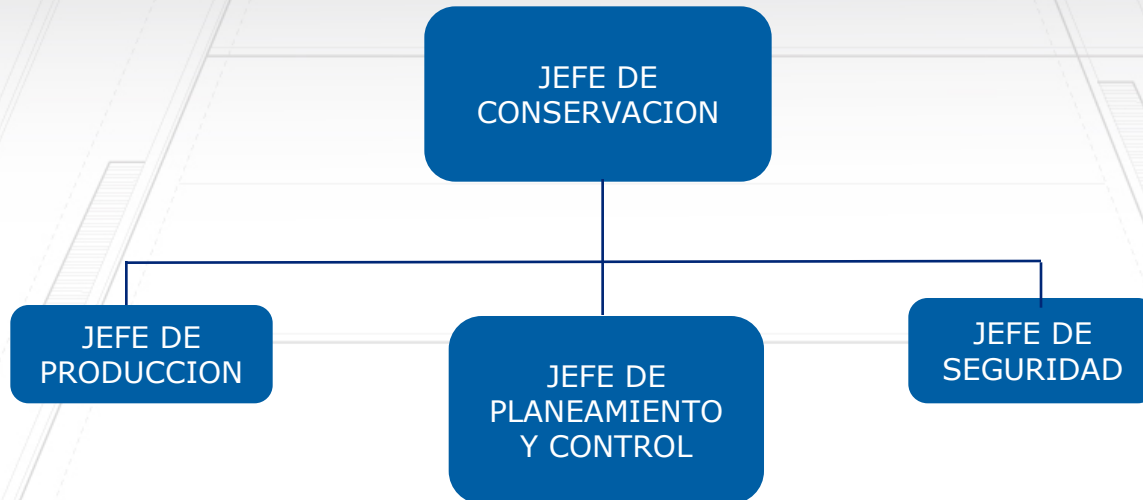 JEFE DE
CONSERVACION
JEFE DE
PRODUCCION
JEFE DE
PLANEAMIENTO
Y CONTROL
JEFE DE
SEGURIDAD